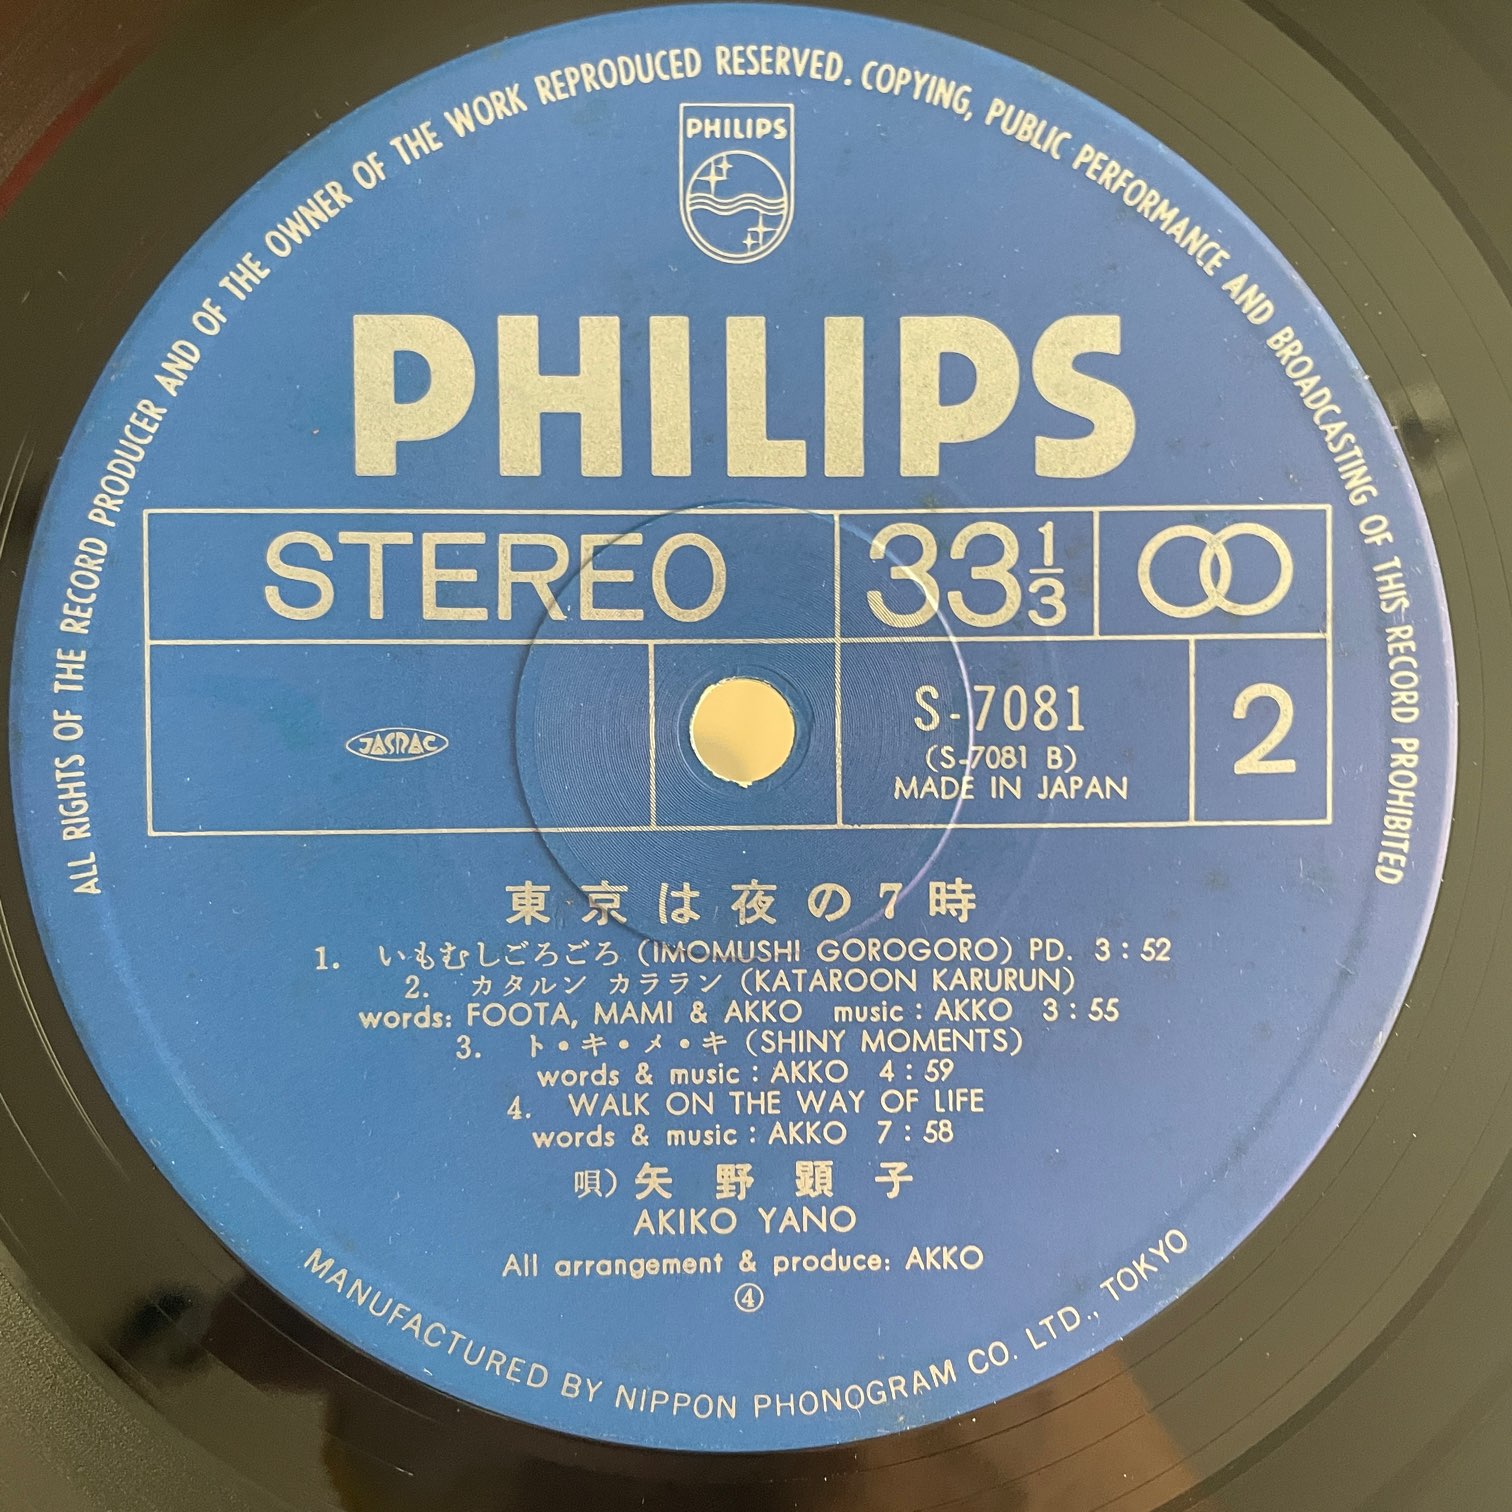 ALL RIGHTS OF THE RECORD PRODUCER AND OF THE OWNER OF THE WORK REPRODUCED RESERVED. COPYING, PUBLIC PERFORMANCE AND BROADCASTING OF THIS RECORD PROHIBITED
PHILIPS
PHILIPS
STEREO 33 1/3
JASRAC
S-7081 2
(S-7081 B)
MADE IN JAPAN
東京は夜の7時
1. いもむしごろごろ (IMOMUSHI GOROGORO) PD. 3:52
2. カタルン カララン (KATAROON KARURUN)
words: FOOTA, MAMI & AKKO music: AKKO 3:55
3. ト・キ・メ・キ (SHINY MOMENTS)
words & music: AKKO 4:59
4. WALK ON THE WAY OF LIFE
words & music: AKKO 7:58
唄) 矢野顕子
AKIKO YANO
All arrangement & produce: AKKO
④
MANUFACTURED BY NIPPON PHONOGRAM CO. LTD., TOKYO